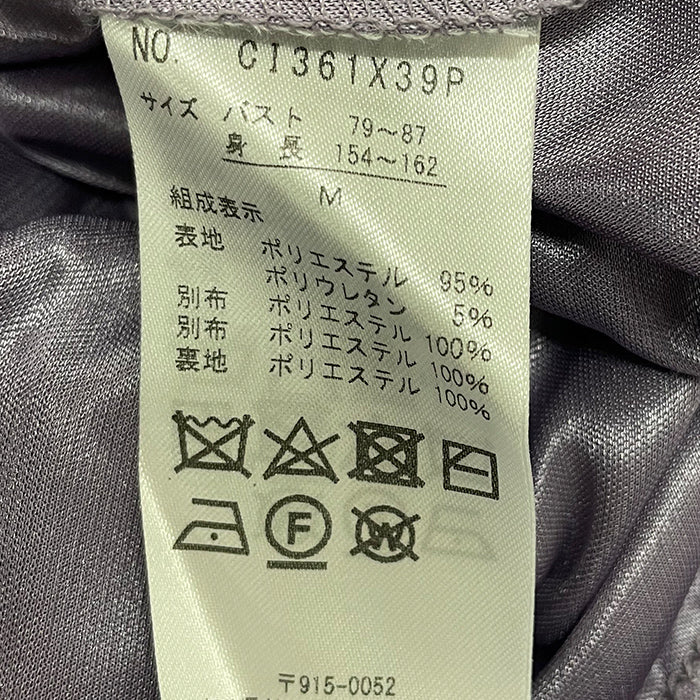 NO. CI361X39P
サイズ バスト 79～87
身 長 154～162
M
組成表示
表地 ポリエステル 95%
ポリウレタン 5%
別布 ポリエステル 100%
別布 ポリエステル 100%
裏地 ポリエステル 100%
F W
〒915-0052